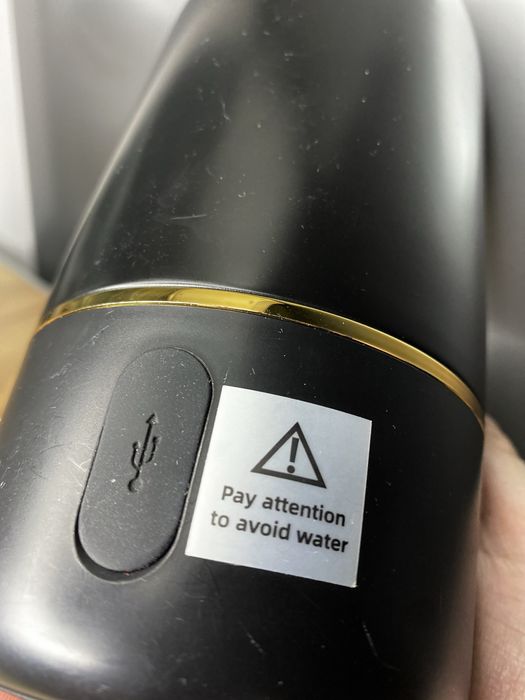 Pay attention
to avoid water